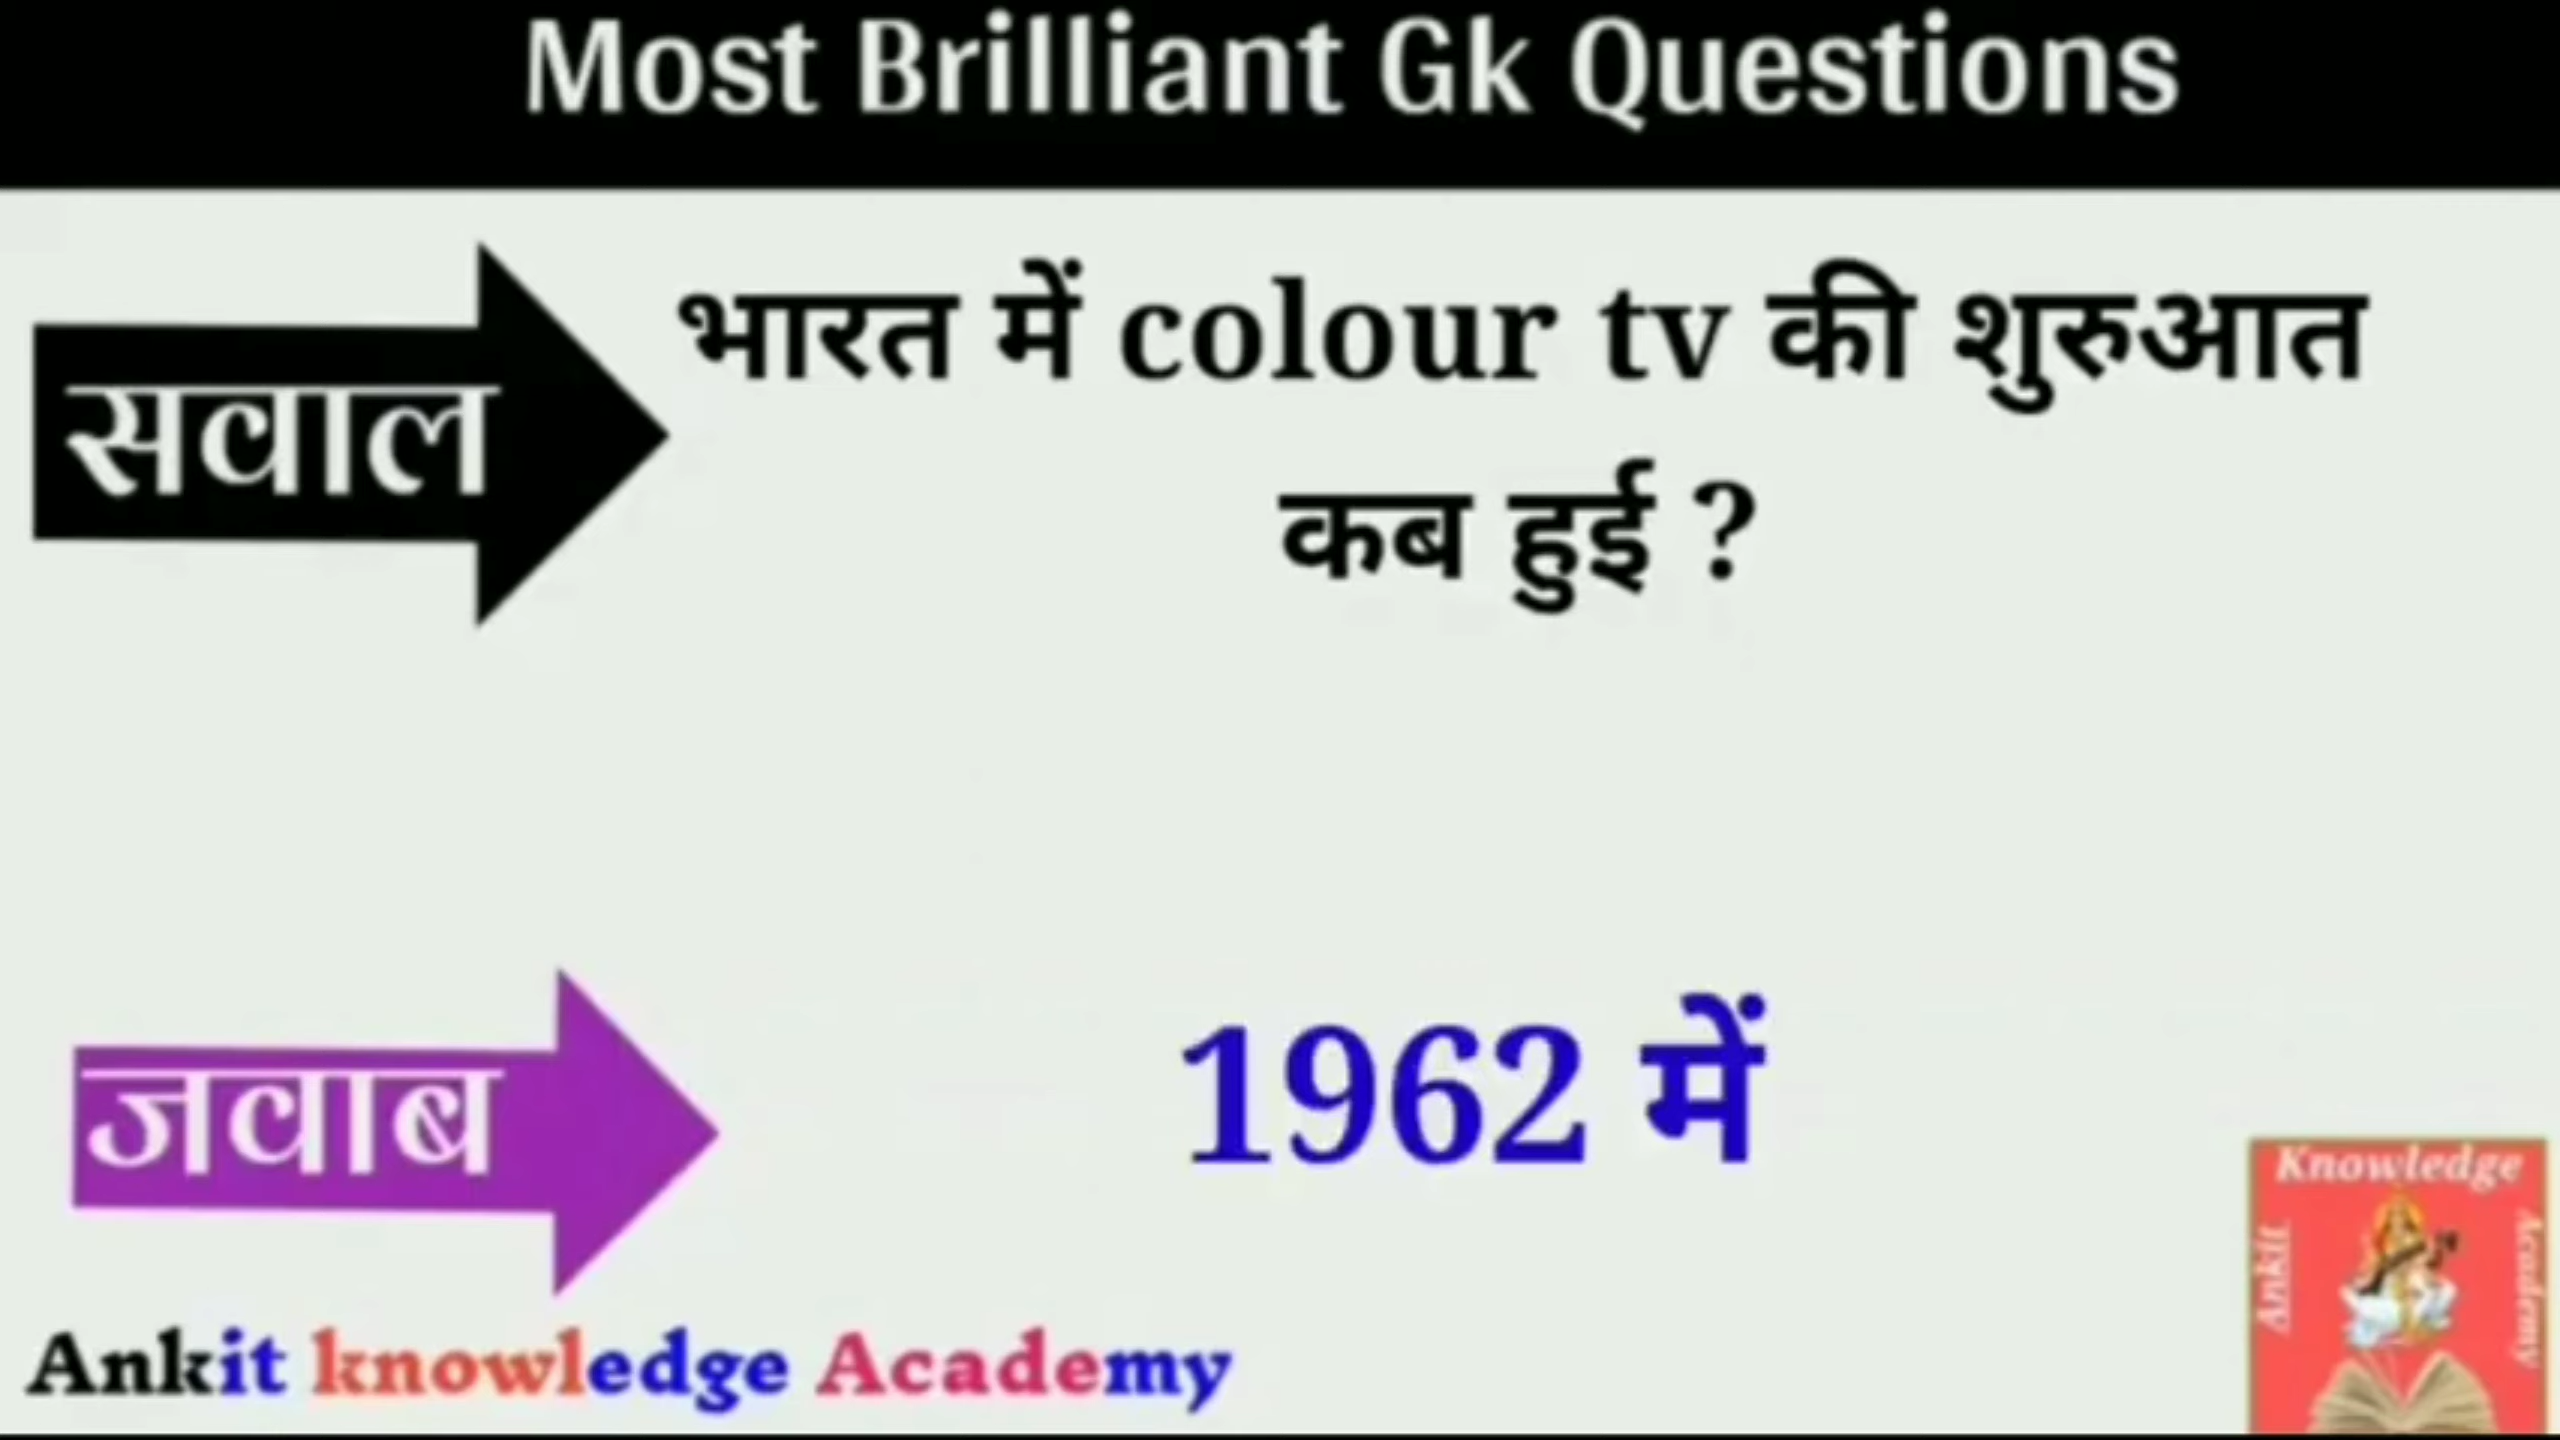 Most Brilliant Gk Questions
सवाल
भारत में colour tv की शुरुआत
कब हुई ?
जवाब
1962 में
Ankit knowledge Academy
Knowledge
Ankit
Academy